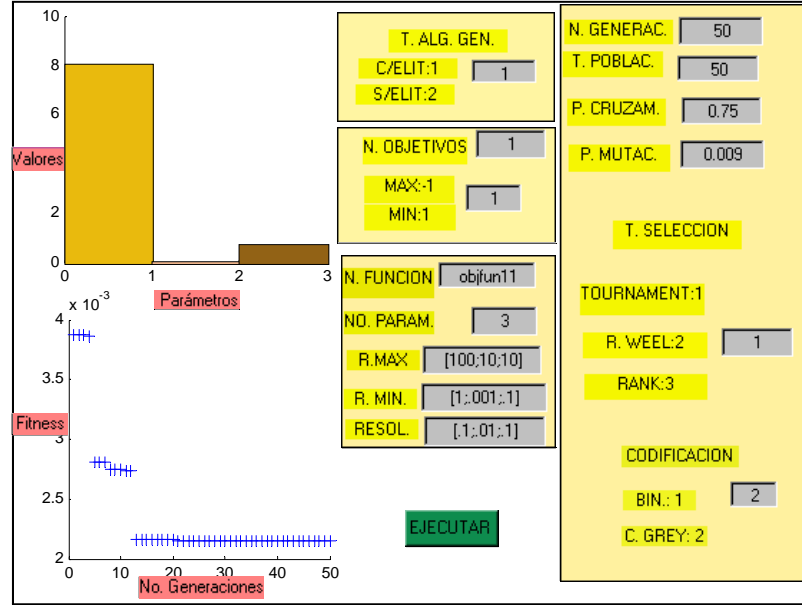 10
8
6
Valores
4
2
0
0 1 2 3
Parámetros
x 10^-3
4
3.5
Fitness
3
2.5
2
0 10 20 30 40 50
No. Generaciones
T. ALG. GEN.
C/ELIT:1 1
S/ELIT:2
N. OBJETIVOS 1
MAX:-1
1
MIN:1
N. FUNCION objfun11
NO. PARAM. 3
R.MAX [100;10;10]
R. MIN. [1;.001;.1]
RESOL. [.1;.01;.1]
EJECUTAR
N. GENERAC. 50
T. POBLAC. 50
P. CRUZAM. 0.75
P. MUTAC. 0.009
T. SELECCION
TOURNAMENT:1
R. WEEL:2 1
RANK:3
CODIFICACION
BIN.: 1 2
C. GREY: 2